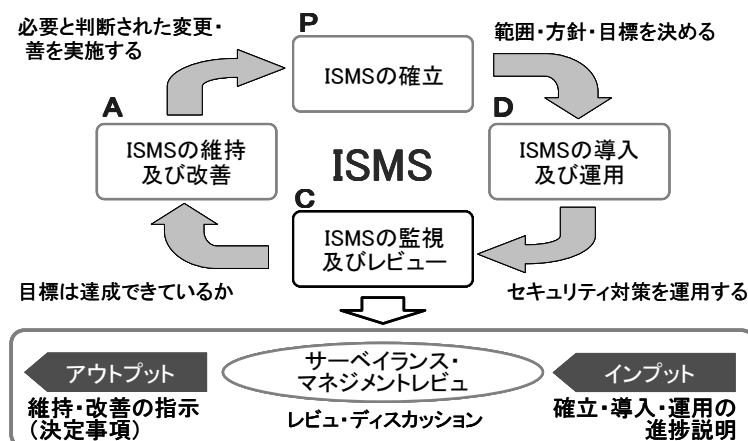 必要と判断された変更・
善を実施する
P
ISMSの確立
範囲・方針・目標を決める
A
ISMSの維持
及び改善
ISMS
D
ISMSの導入
及び運用
C
ISMSの監視
及びレビュー
目標は達成できているか
セキュリティ対策を運用する
アウトプット
維持・改善の指示
（決定事項）
サーベイランス・
マネジメントレビュ
レビュ・ディスカッション
インプット
確立・導入・運用の
進捗説明